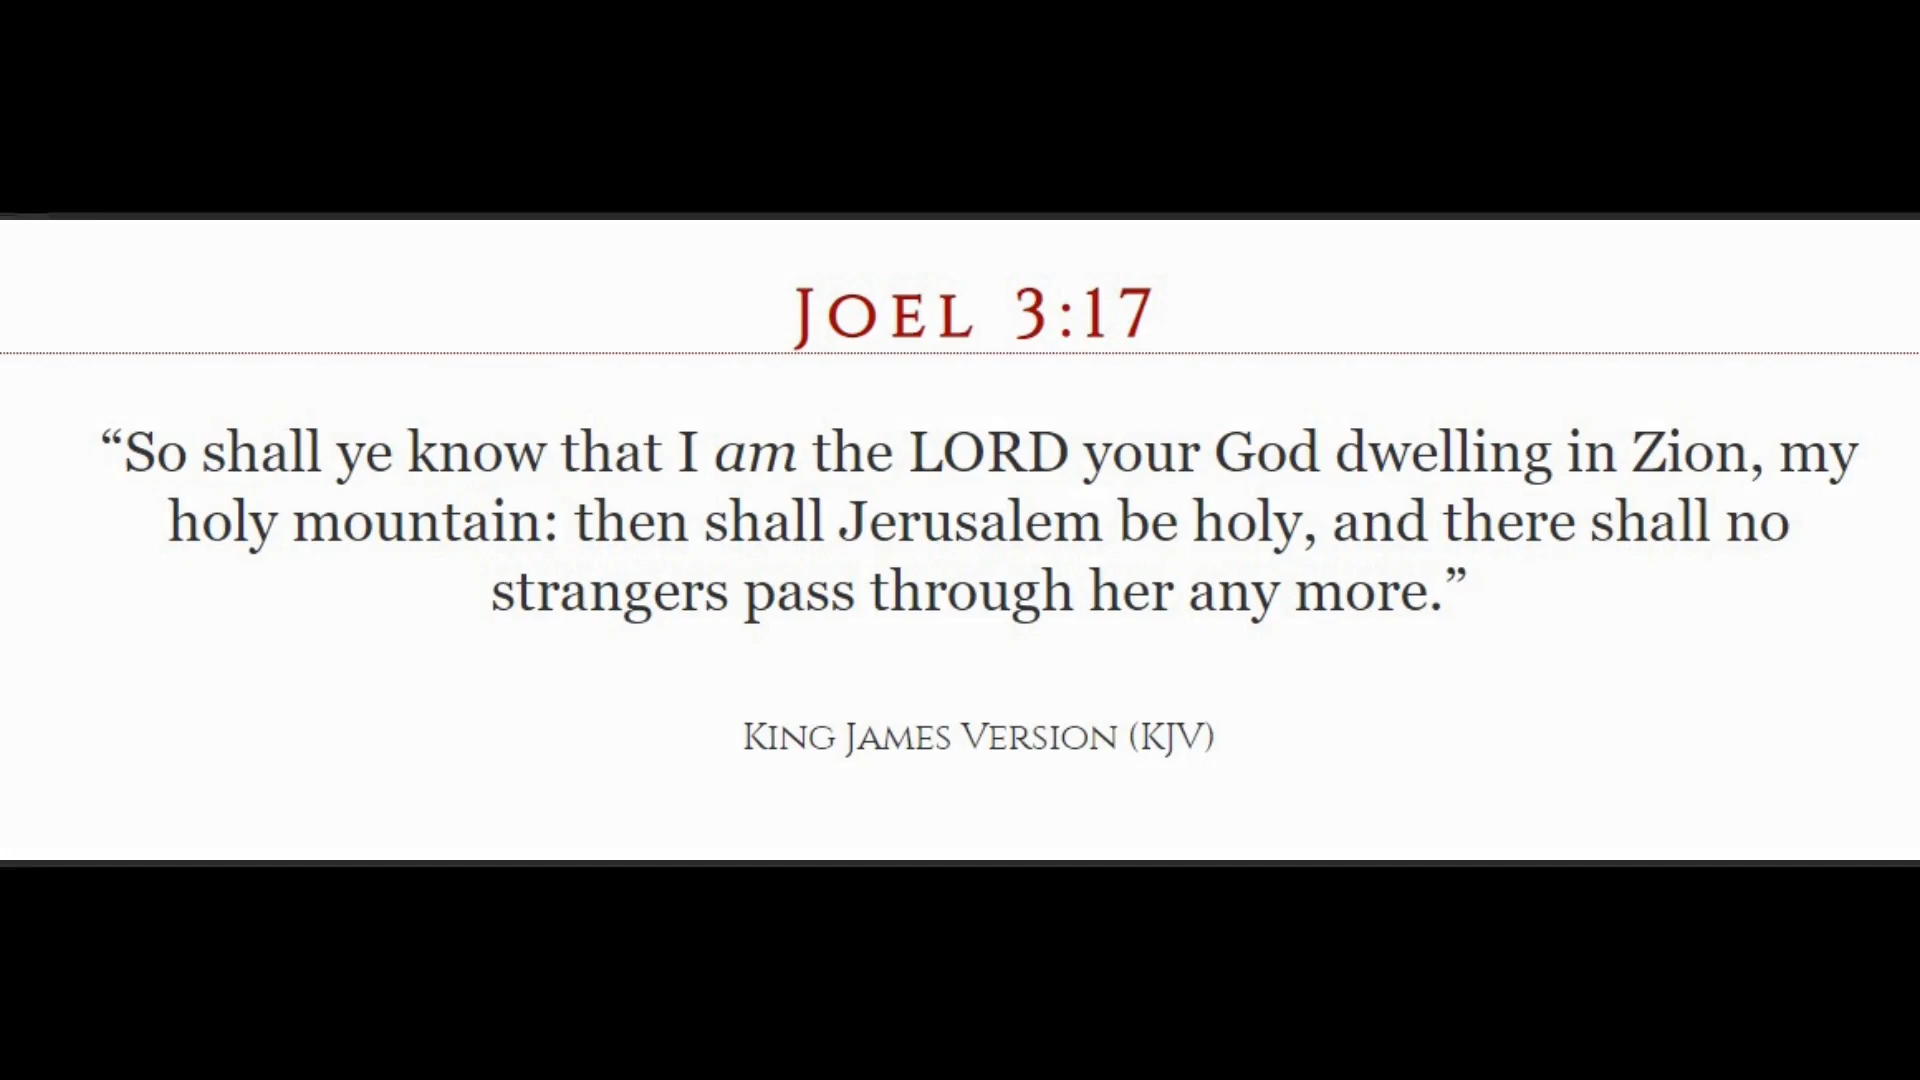 JOEL 3:17
“So shall ye know that I am the LORD your God dwelling in Zion, my
holy mountain: then shall Jerusalem be holy, and there shall no
strangers pass through her any more.”
KING JAMES VERSION (KJV)